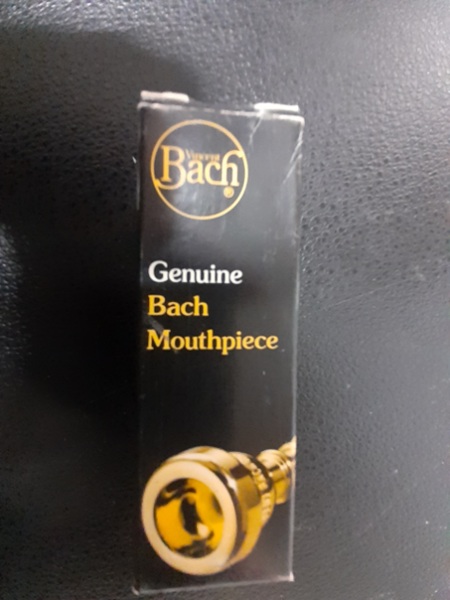 Vincent
Bach
®
Genuine
Bach
Mouthpiece